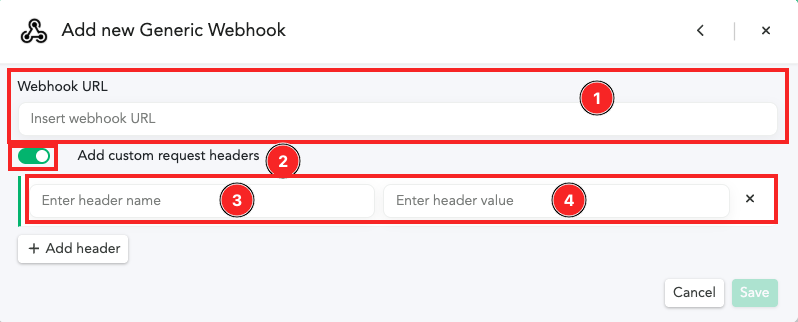 Add new Generic Webhook
Webhook URL
1
Insert webhook URL
Add custom request headers
2
Enter header name
3
Enter header value
4
+ Add header
Cancel
Save